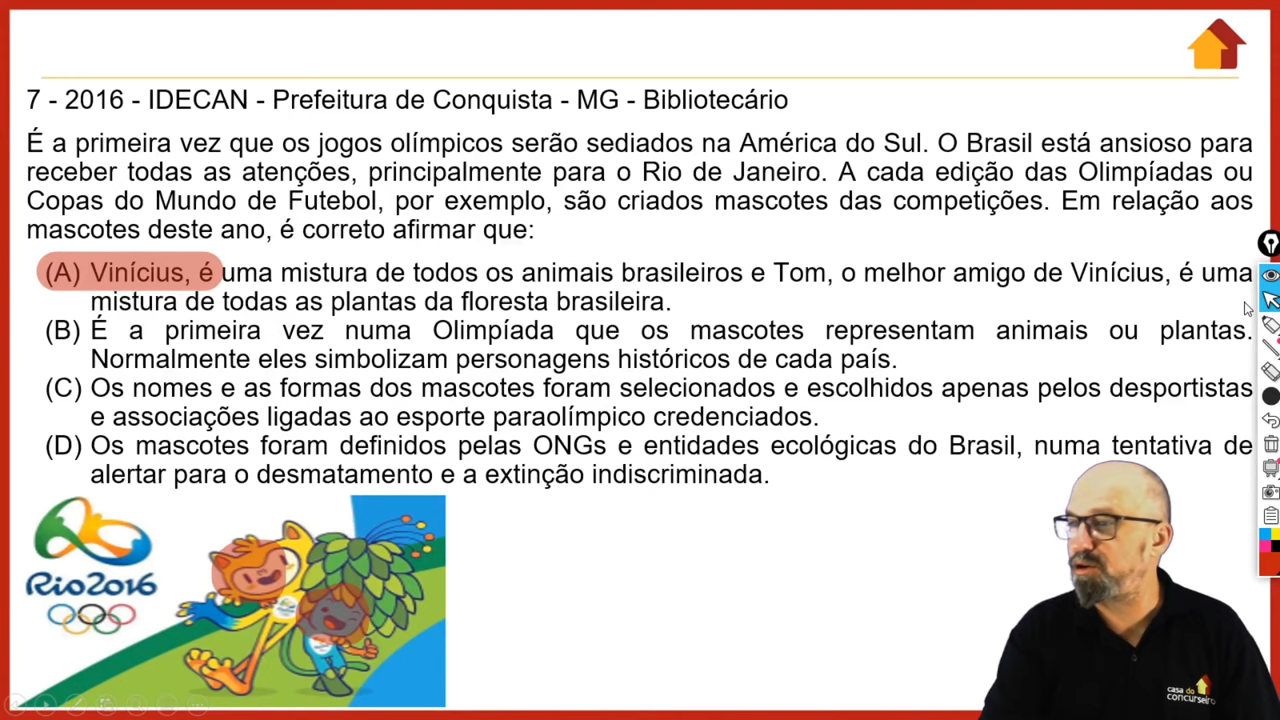 7 - 2016 - IDECAN - Prefeitura de Conquista - MG - Bibliotecário
É a primeira vez que os jogos olímpicos serão sediados na América do Sul. O Brasil está ansioso para
receber todas as atenções, principalmente para o Rio de Janeiro. A cada edição das Olimpíadas ou
Copas do Mundo de Futebol, por exemplo, são criados mascotes das competições. Em relação aos
mascotes deste ano, é correto afirmar que:
(A) Vinícius, é uma mistura de todos os animais brasileiros e Tom, o melhor amigo de Vinícius, é uma
mistura de todas as plantas da floresta brasileira.
(B) É a primeira vez numa Olimpíada que os mascotes representam animais ou plantas.
Normalmente eles simbolizam personagens históricos de cada país.
(C) Os nomes e as formas dos mascotes foram selecionados e escolhidos apenas pelos desportistas
e associações ligadas ao esporte paraolímpico credenciados.
(D) Os mascotes foram definidos pelas ONGs e entidades ecológicas do Brasil, numa tentativa de
alertar para o desmatamento e a extinção indiscriminada.
Rio2016
casa do
concurseiro